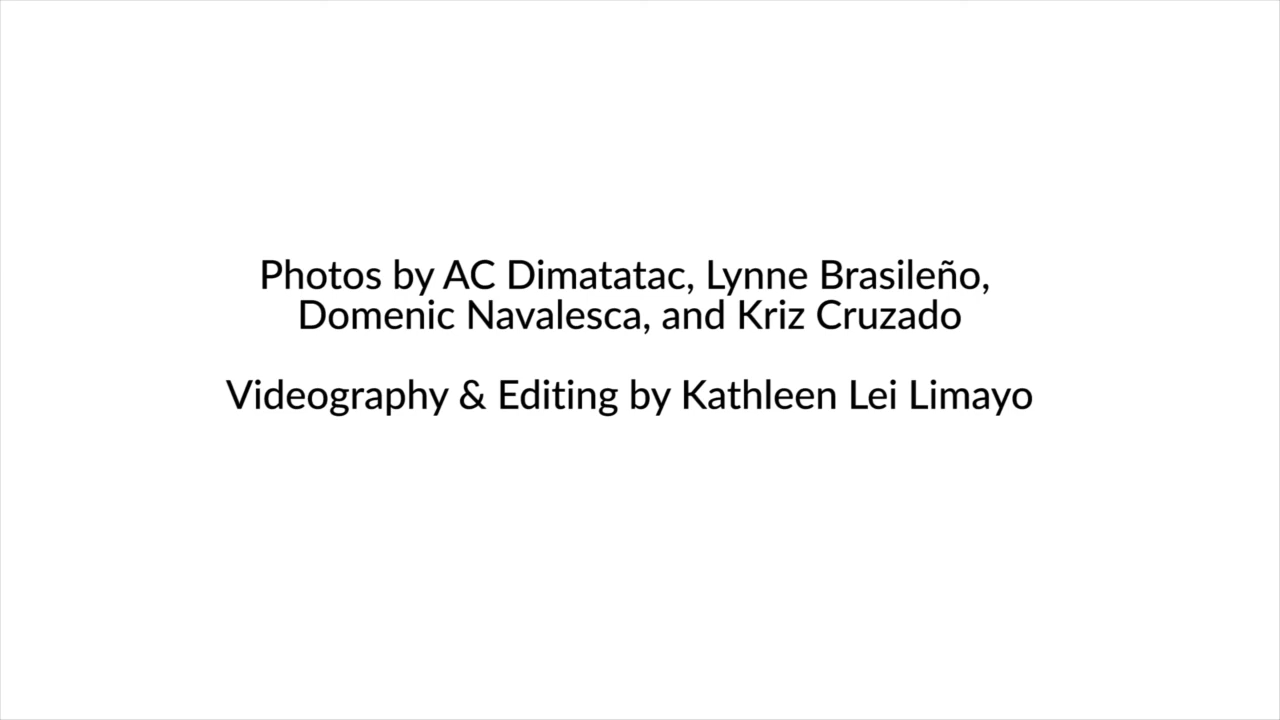 Photos by AC Dimatatac, Lynne Brasileño,
Domenic Navalesca, and Kriz Cruzado
Videography & Editing by Kathleen Lei Limayo